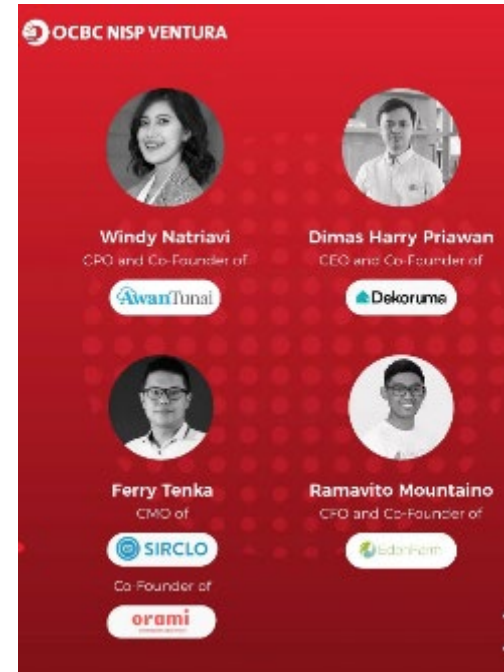 OCBC NISP VENTURA
Windy Natriavi
CPO and Co-Founder of
AwanTunai
Dimas Harry Priawan
CEO and Co-Founder of
Dekoruma
Ferry Tenka
CMO of
SIRCLO
Co-Founder of
orami
Ramavito Mountaino
CFO and Co-Founder of
EdenFarm